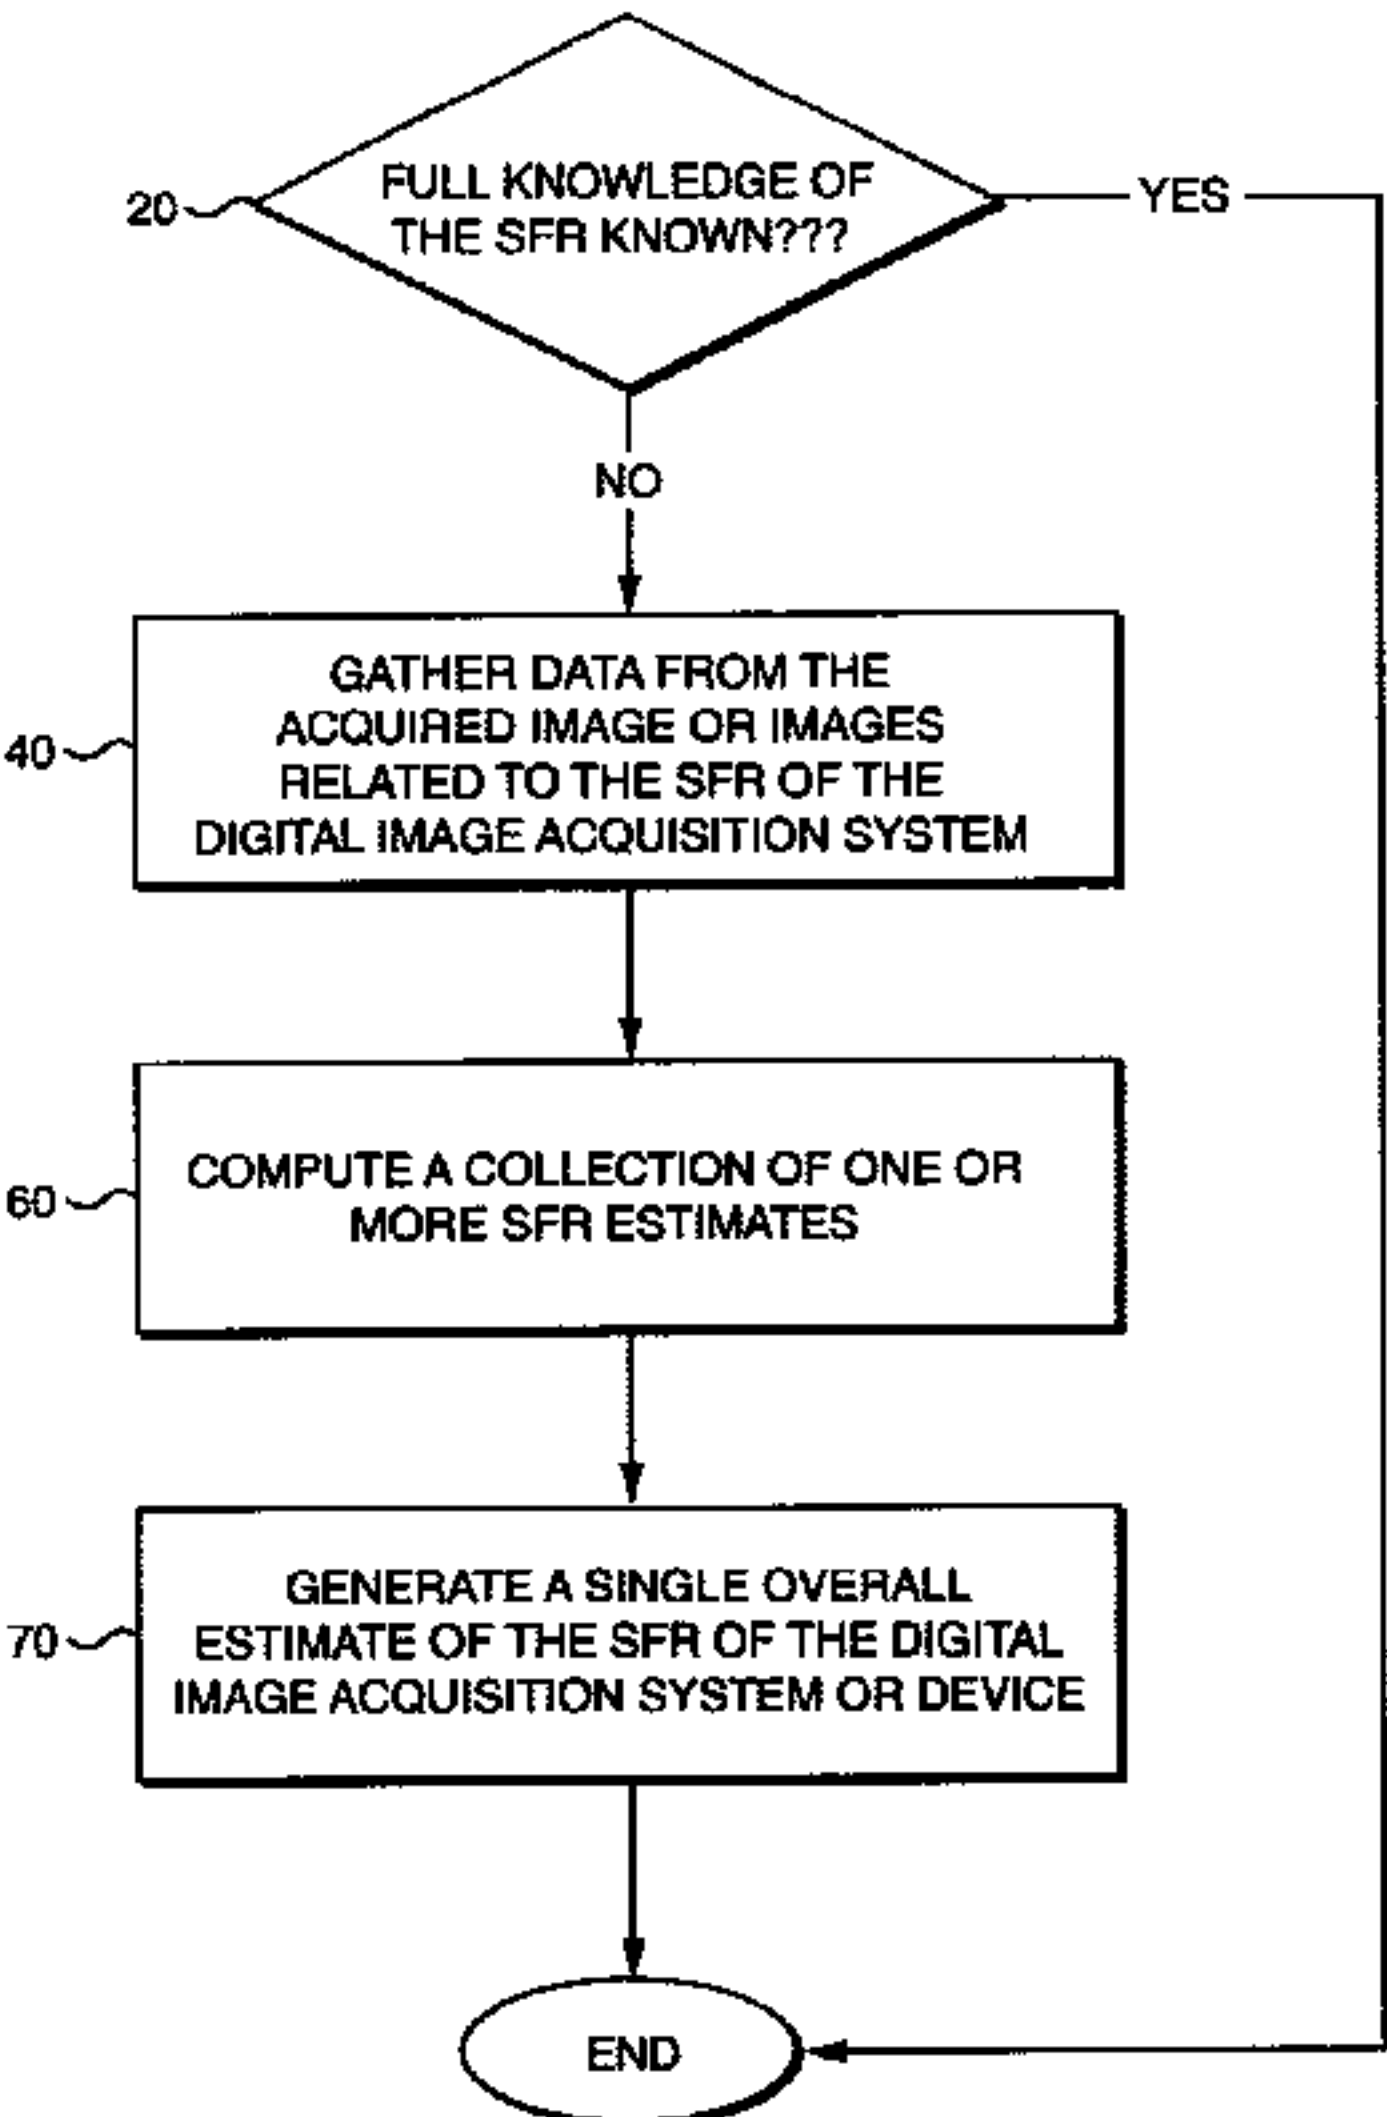 FULL KNOWLEDGE OF
THE SFR KNOWN???
20
YES
NO
GATHER DATA FROM THE
ACQUIRED IMAGE OR IMAGES
RELATED TO THE SFR OF THE
DIGITAL IMAGE ACQUISITION SYSTEM
40
COMPUTE A COLLECTION OF ONE OR
MORE SFR ESTIMATES
60
GENERATE A SINGLE OVERALL
ESTIMATE OF THE SFR OF THE DIGITAL
IMAGE ACQUISITION SYSTEM OR DEVICE
70
END